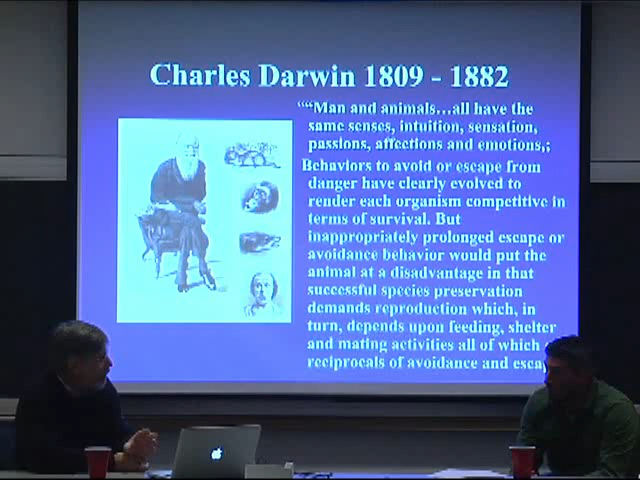 Charles Darwin 1809 - 1882
““Man and animals…all have the
same senses, intuition, sensation,
passions, affections and emotions,;
Behaviors to avoid or escape from
danger have clearly evolved to
render each organism competitive in
terms of survival. But
inappropriately prolonged escape or
avoidance behavior would put the
animal at a disadvantage in that
successful species preservation
demands reproduction which, in
turn, depends upon feeding, shelter
and mating activities all of which
reciprocals of avoidance and